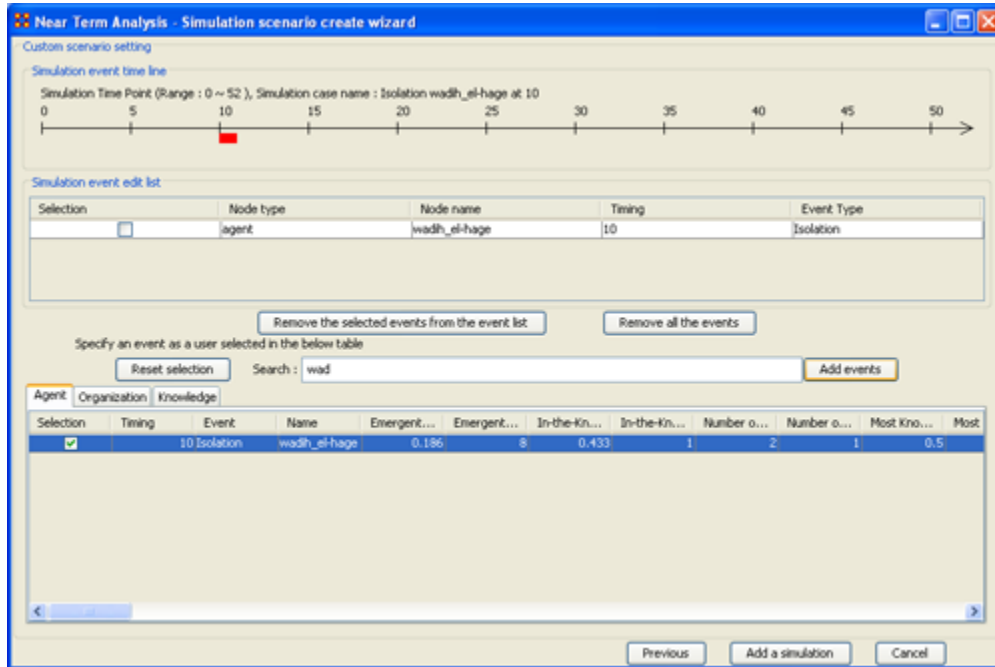 Near Term Analysis - Simulation scenario create wizard
Custom scenario setting
Simulation event time line
Simulation Time Point (Range : 0 ~ 52 ), Simulation case name : Isolation wadih_el-hage at 10
0 5 10 15 20 25 30 35 40 45 50
Simulation event edit list
Selection Node type Node name Timing Event Type
agent wadih_el-hage 10 Isolation
Remove the selected events from the event list Remove all the events
Specify an event as a user selected in the below table
Reset selection Search : wad Add events
Agent Organization Knowledge
Selection Timing Event Name Emergent... Emergent... In-the-Kn... In-the-Kn... Number o... Number o... Most Kno... Most
10 Isolation wadih_el-hage 0.186 8 0.433 1 2 1 0.5
Previous Add a simulation Cancel